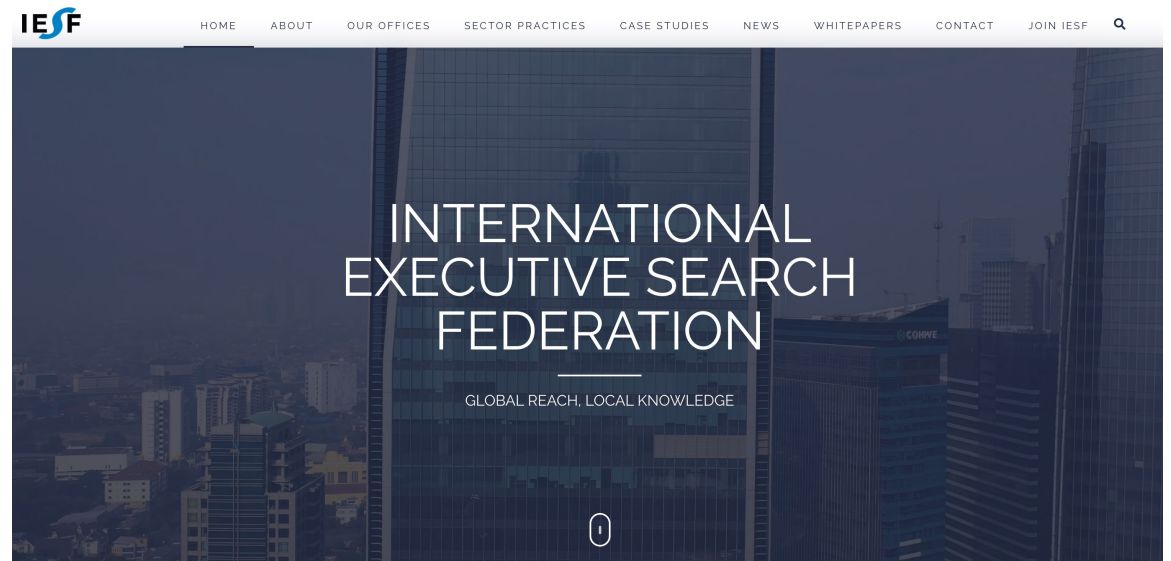 IESF
HOME ABOUT OUR OFFICES SECTOR PRACTICES CASE STUDIES NEWS WHITEPAPERS CONTACT JOIN IESF
INTERNATIONAL
EXECUTIVE SEARCH
FEDERATION
GLOBAL REACH, LOCAL KNOWLEDGE